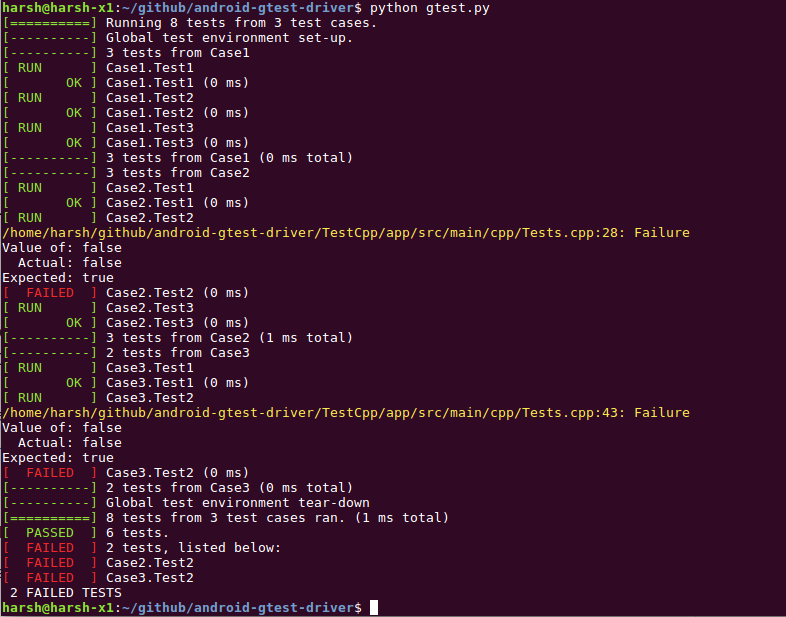 harsh@harsh-x1:~/github/android-gtest-driver$ python gtest.py
[==========] Running 8 tests from 3 test cases.
[----------] Global test environment set-up.
[----------] 3 tests from Case1
[ RUN      ] Case1.Test1
[       OK ] Case1.Test1 (0 ms)
[ RUN      ] Case1.Test2
[       OK ] Case1.Test2 (0 ms)
[ RUN      ] Case1.Test3
[       OK ] Case1.Test3 (0 ms)
[----------] 3 tests from Case1 (0 ms total)
[----------] 3 tests from Case2
[ RUN      ] Case2.Test1
[       OK ] Case2.Test1 (0 ms)
[ RUN      ] Case2.Test2
/home/harsh/github/android-gtest-driver/TestCpp/app/src/main/cpp/Tests.cpp:28: Failure
Value of: false
  Actual: false
Expected: true
[  FAILED  ] Case2.Test2 (0 ms)
[ RUN      ] Case2.Test3
[       OK ] Case2.Test3 (0 ms)
[----------] 3 tests from Case2 (1 ms total)
[----------] 2 tests from Case3
[ RUN      ] Case3.Test1
[       OK ] Case3.Test1 (0 ms)
[ RUN      ] Case3.Test2
/home/harsh/github/android-gtest-driver/TestCpp/app/src/main/cpp/Tests.cpp:43: Failure
Value of: false
  Actual: false
Expected: true
[  FAILED  ] Case3.Test2 (0 ms)
[----------] 2 tests from Case3 (0 ms total)
[----------] Global test environment tear-down
[==========] 8 tests from 3 test cases ran. (1 ms total)
[  PASSED  ] 6 tests.
[  FAILED  ] 2 tests, listed below:
[  FAILED  ] Case2.Test2
[  FAILED  ] Case3.Test2
 2 FAILED TESTS
harsh@harsh-x1:~/github/android-gtest-driver$